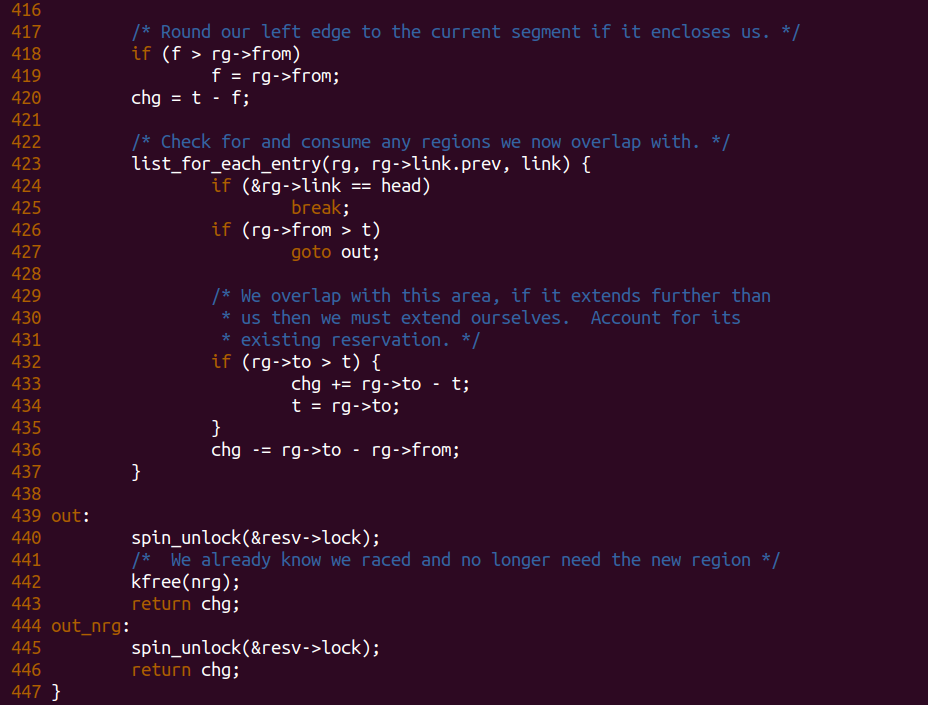 416
417         /* Round our left edge to the current segment if it encloses us. */
418         if (f > rg->from)
419                 f = rg->from;
420         chg = t - f;
421
422         /* Check for and consume any regions we now overlap with. */
423         list_for_each_entry(rg, rg->link.prev, link) {
424                 if (&rg->link == head)
425                         break;
426                 if (rg->from > t)
427                         goto out;
428
429                 /* We overlap with this area, if it extends further than
430                  * us then we must extend ourselves.  Account for its
431                  * existing reservation. */
432                 if (rg->to > t) {
433                         chg += rg->to - t;
434                         t = rg->to;
435                 }
436                 chg -= rg->to - rg->from;
437         }
438
439 out:
440         spin_unlock(&resv->lock);
441         /*  We already know we raced and no longer need the new region */
442         kfree(nrg);
443         return chg;
444 out_nrg:
445         spin_unlock(&resv->lock);
446         return chg;
447 }